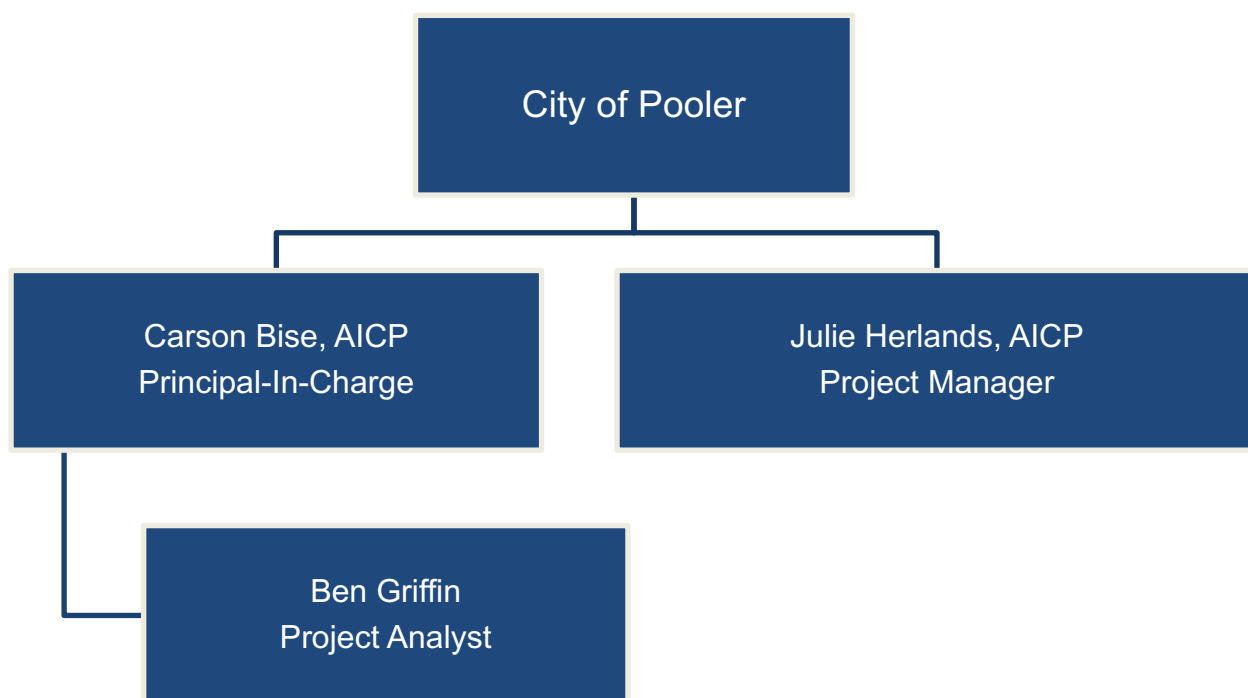 City of Pooler
Carson Bise, AICP
Principal-In-Charge
Julie Herlands, AICP
Project Manager
Ben Griffin
Project Analyst